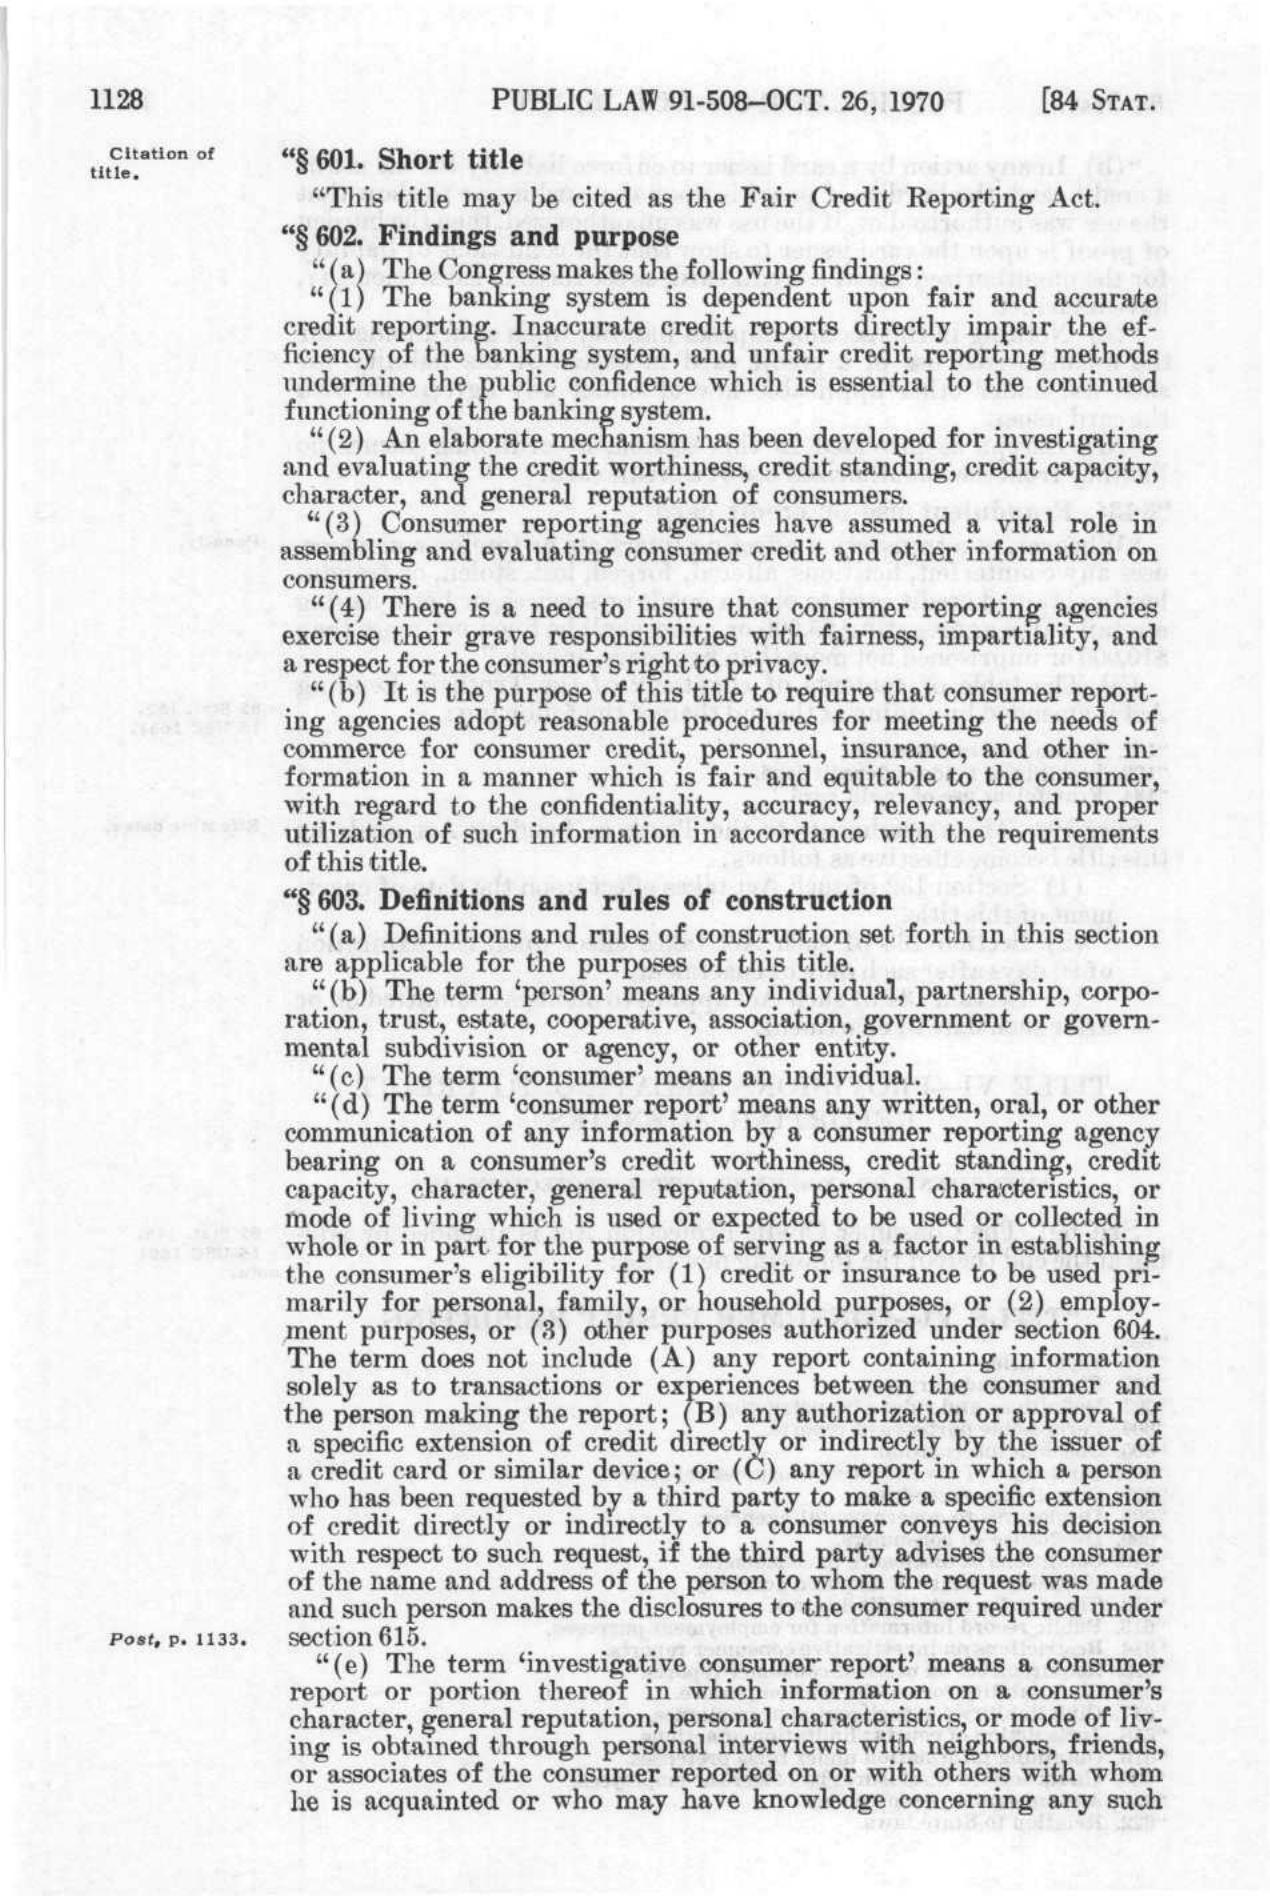 1128 PUBLIC LAW 91-508—OCT. 26, 1970 [84 STAT.
Citation of
title.
“§ 601. Short title
“This title may be cited as the Fair Credit Reporting Act.
“§ 602. Findings and purpose
“(a) The Congress makes the following findings:
“(1) The banking system is dependent upon fair and accurate
credit reporting. Inaccurate credit reports directly impair the ef-
ficiency of the banking system, and unfair credit reporting methods
undermine the public confidence which is essential to the continued
functioning of the banking system.
“(2) An elaborate mechanism has been developed for investigating
and evaluating the credit worthiness, credit standing, credit capacity,
character, and general reputation of consumers.
“(3) Consumer reporting agencies have assumed a vital role in
assembling and evaluating consumer credit and other information on
consumers.
“(4) There is a need to insure that consumer reporting agencies
exercise their grave responsibilities with fairness, impartiality, and
a respect for the consumer’s right to privacy.
“(b) It is the purpose of this title to require that consumer report-
ing agencies adopt reasonable procedures for meeting the needs of
commerce for consumer credit, personnel, insurance, and other in-
formation in a manner which is fair and equitable to the consumer,
with regard to the confidentiality, accuracy, relevancy, and proper
utilization of such information in accordance with the requirements
of this title.
“§ 603. Definitions and rules of construction
“(a) Definitions and rules of construction set forth in this section
are applicable for the purposes of this title.
“(b) The term ‘person’ means any individual, partnership, corpo-
ration, trust, estate, cooperative, association, government or govern-
mental subdivision or agency, or other entity.
“(c) The term ‘consumer’ means an individual.
“(d) The term ‘consumer report’ means any written, oral, or other
communication of any information by a consumer reporting agency
bearing on a consumer’s credit worthiness, credit standing, credit
capacity, character, general reputation, personal characteristics, or
mode of living which is used or expected to be used or collected in
whole or in part for the purpose of serving as a factor in establishing
the consumer’s eligibility for (1) credit or insurance to be used pri-
marily for personal, family, or household purposes, or (2) employ-
ment purposes, or (3) other purposes authorized under section 604.
The term does not include (A) any report containing information
solely as to transactions or experiences between the consumer and
the person making the report; (B) any authorization or approval of
a specific extension of credit directly or indirectly by the issuer of
a credit card or similar device; or (C) any report in which a person
who has been requested by a third party to make a specific extension
of credit directly or indirectly to a consumer conveys his decision
with respect to such request, if the third party advises the consumer
of the name and address of the person to whom the request was made
and such person makes the disclosures to the consumer required under
Post, p. 1133. section 615.
“(e) The term ‘investigative consumer report’ means a consumer
report or portion thereof in which information on a consumer’s
character, general reputation, personal characteristics, or mode of liv-
ing is obtained through personal interviews with neighbors, friends,
or associates of the consumer reported on or with others with whom
he is acquainted or who may have knowledge concerning any such